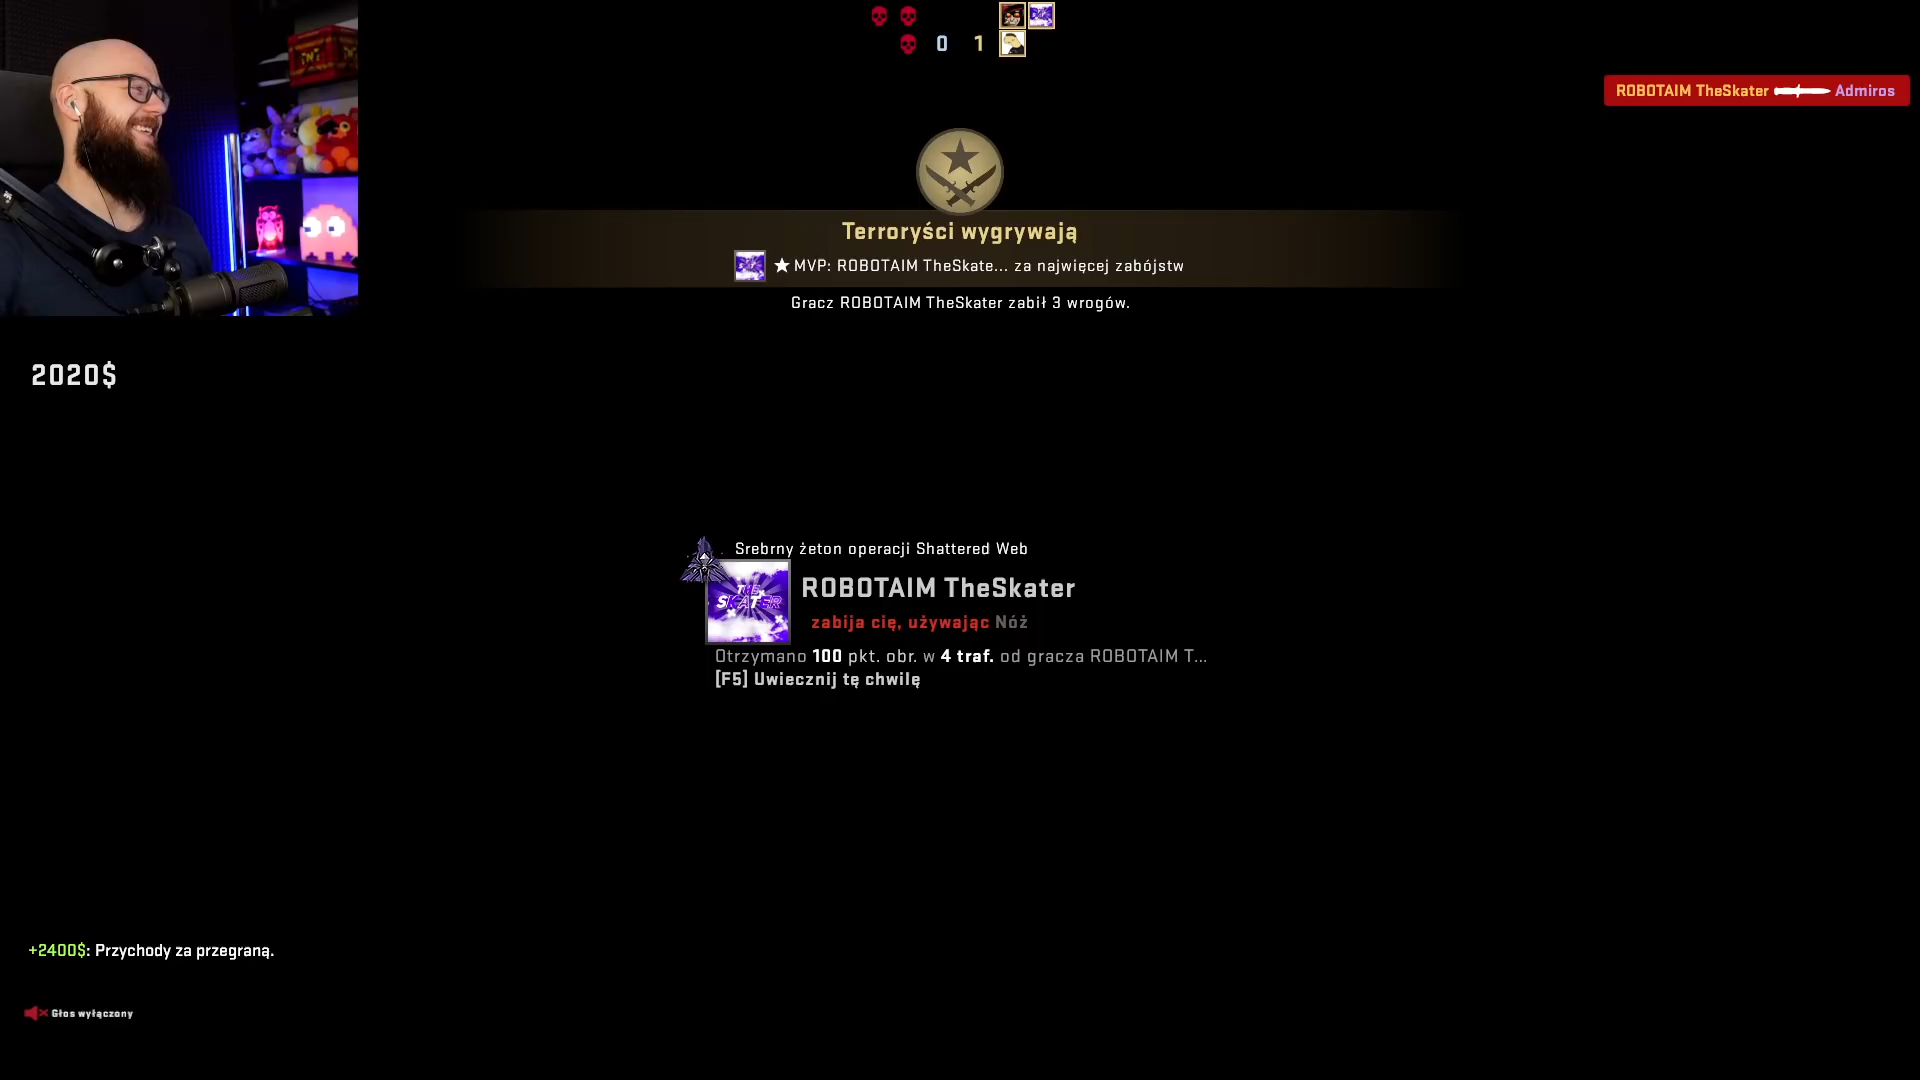 0 1
ROBOTAIM TheSkater Admiros
Terroryści wygrywają
MVP: ROBOTAIM TheSkate... za najwięcej zabójstw
Gracz ROBOTAIM TheSkater zabił 3 wrogów.
2020$
Srebrny żeton operacji Shattered Web
THE SKATER
ROBOTAIM TheSkater
zabija cię, używając Nóż
Otrzymano 100 pkt. obr. w 4 traf. od gracza ROBOTAIM T...
[F5] Uwiecznij tę chwilę
+2400$: Przychody za przegraną.
Głos wyłączony